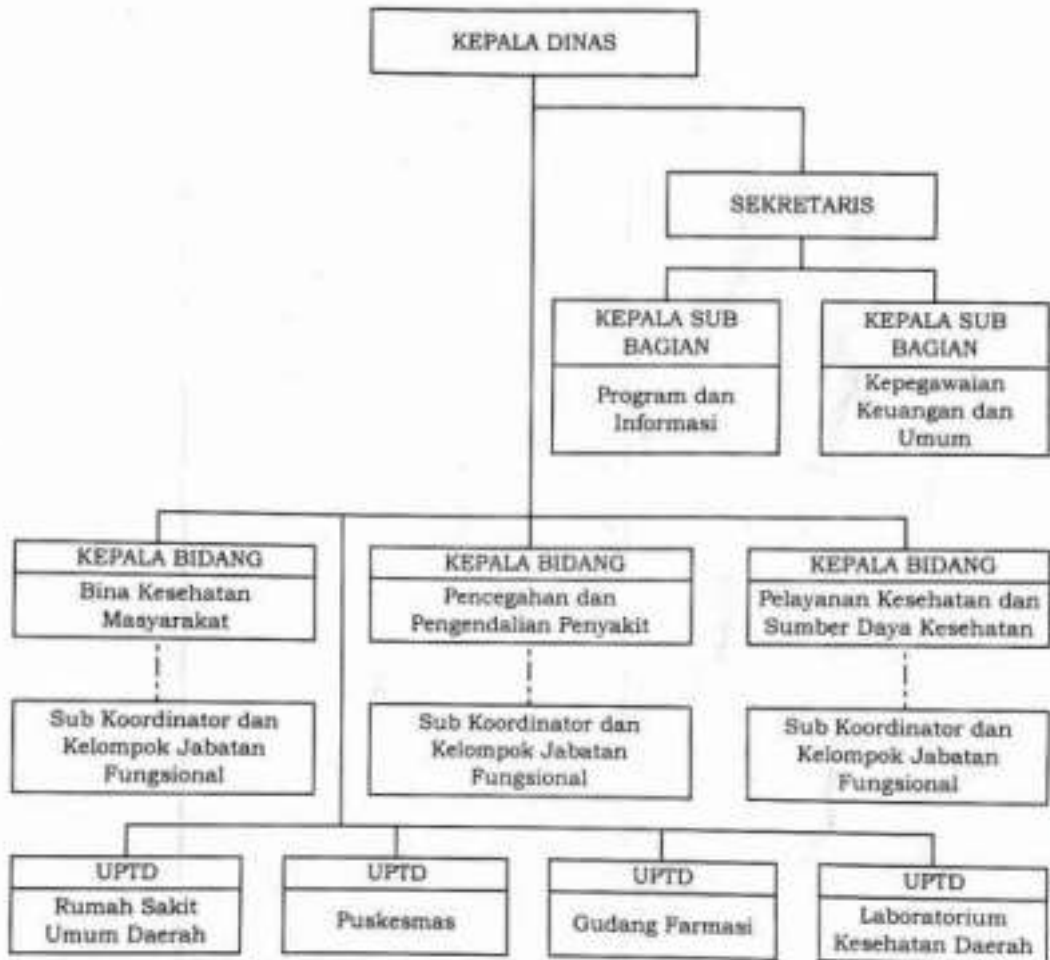 KEPALA DINAS
SEKRETARIS
KEPALA SUB
BAGIAN
Program dan
Informasi
KEPALA SUB
BAGIAN
Kepegawaian
Keuangan dan
Umum
KEPALA BIDANG
Bina Kesehatan
Masyarakat
KEPALA BIDANG
Pencegahan dan
Pengendalian Penyakit
KEPALA BIDANG
Pelayanan Kesehatan dan
Sumber Daya Kesehatan
Sub Koordinator dan
Kelompok Jabatan
Fungsional
Sub Koordinator dan
Kelompok Jabatan
Fungsional
Sub Koordinator dan
Kelompok Jabatan
Fungsional
UPTD
Rumah Sakit
Umum Daerah
UPTD
Puskesmas
UPTD
Gudang Farmasi
UPTD
Laboratorium
Kesehatan Daerah